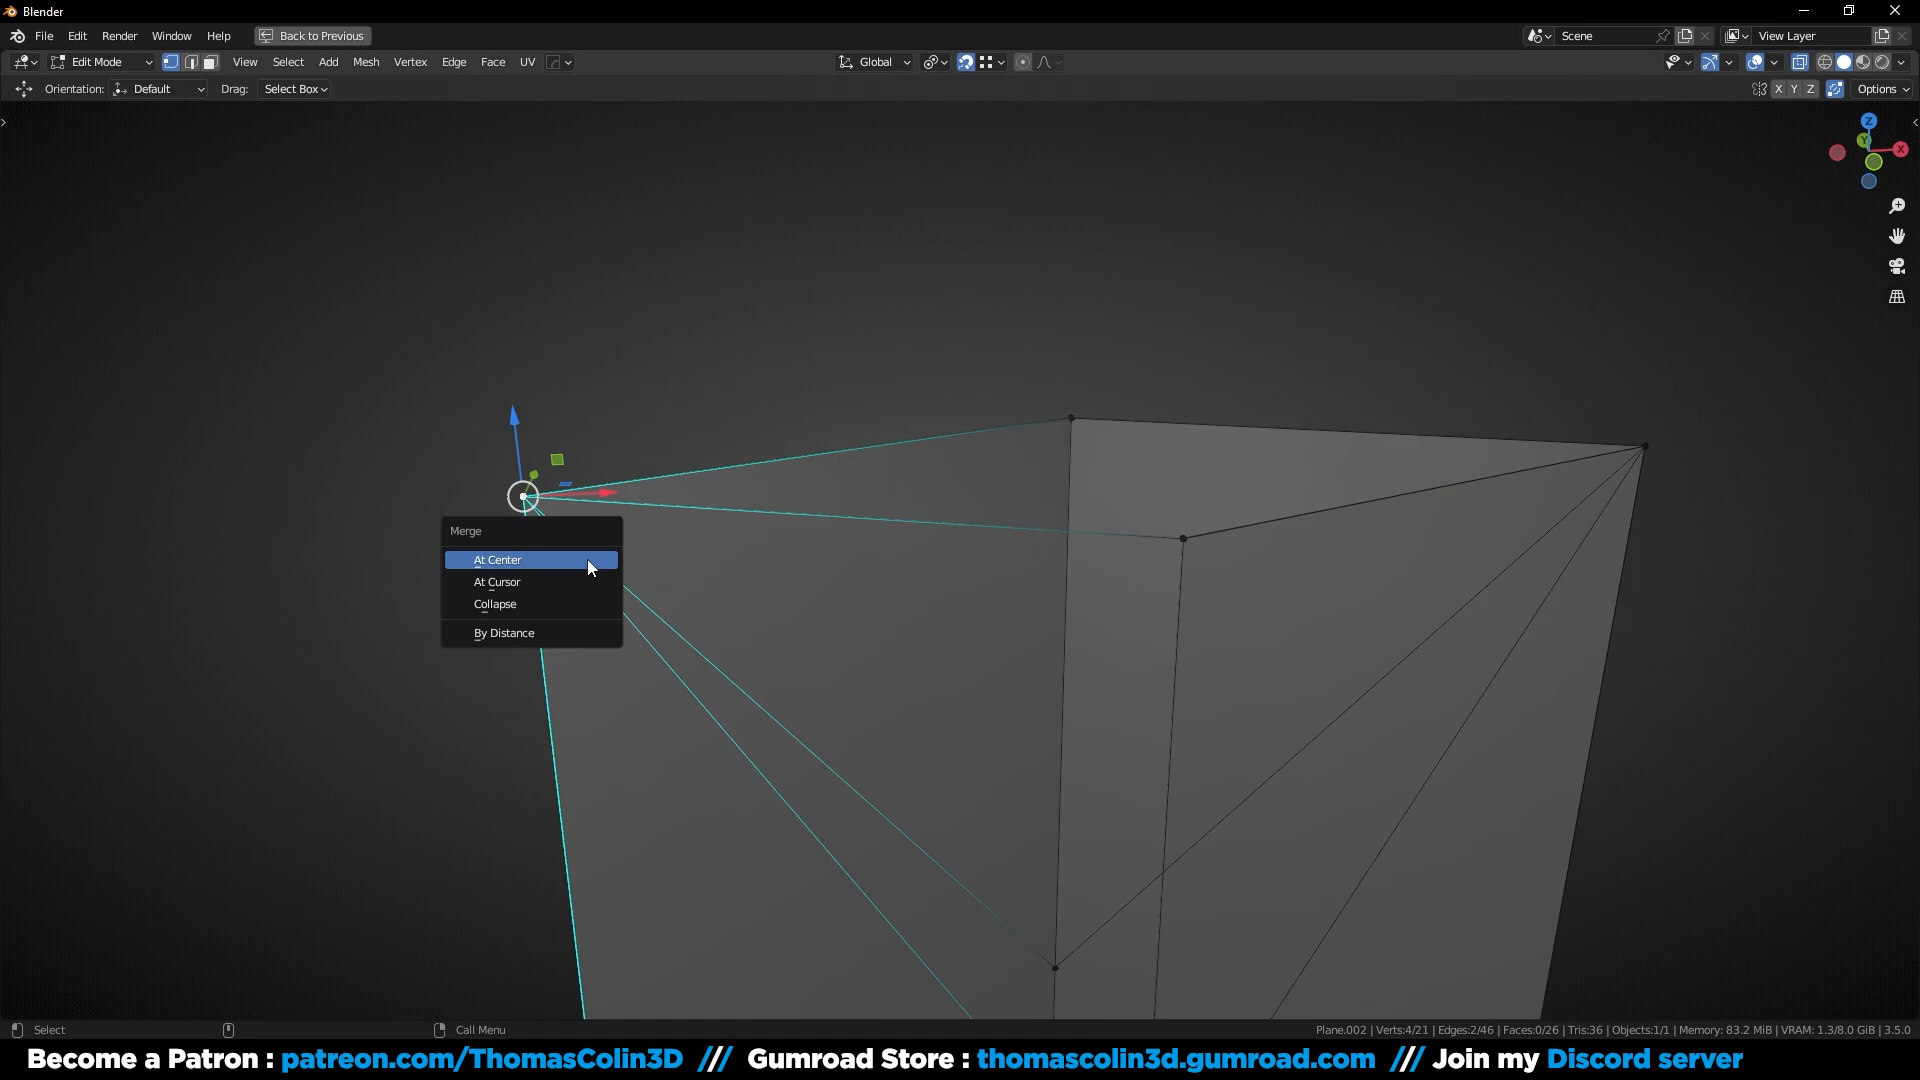 Blender
File Edit Render Window Help Back to Previous Scene View Layer
Edit Mode View Select Add Mesh Vertex Edge Face UV Global
Orientation: Default Drag: Select Box X Y Z Options
Z
Y
X
Merge
At Center
At Cursor
Collapse
By Distance
Select Call Menu Plane.002 | Verts:4/21 | Edges:2/46 | Faces:0/26 | Tris:36 | Objects:1/1 | Memory: 83.2 MiB | VRAM: 1.3/8.0 GiB | 3.5.0
Become a Patron : patreon.com/ThomasColin3D /// Gumroad Store : thomascolin3d.gumroad.com /// Join my Discord server